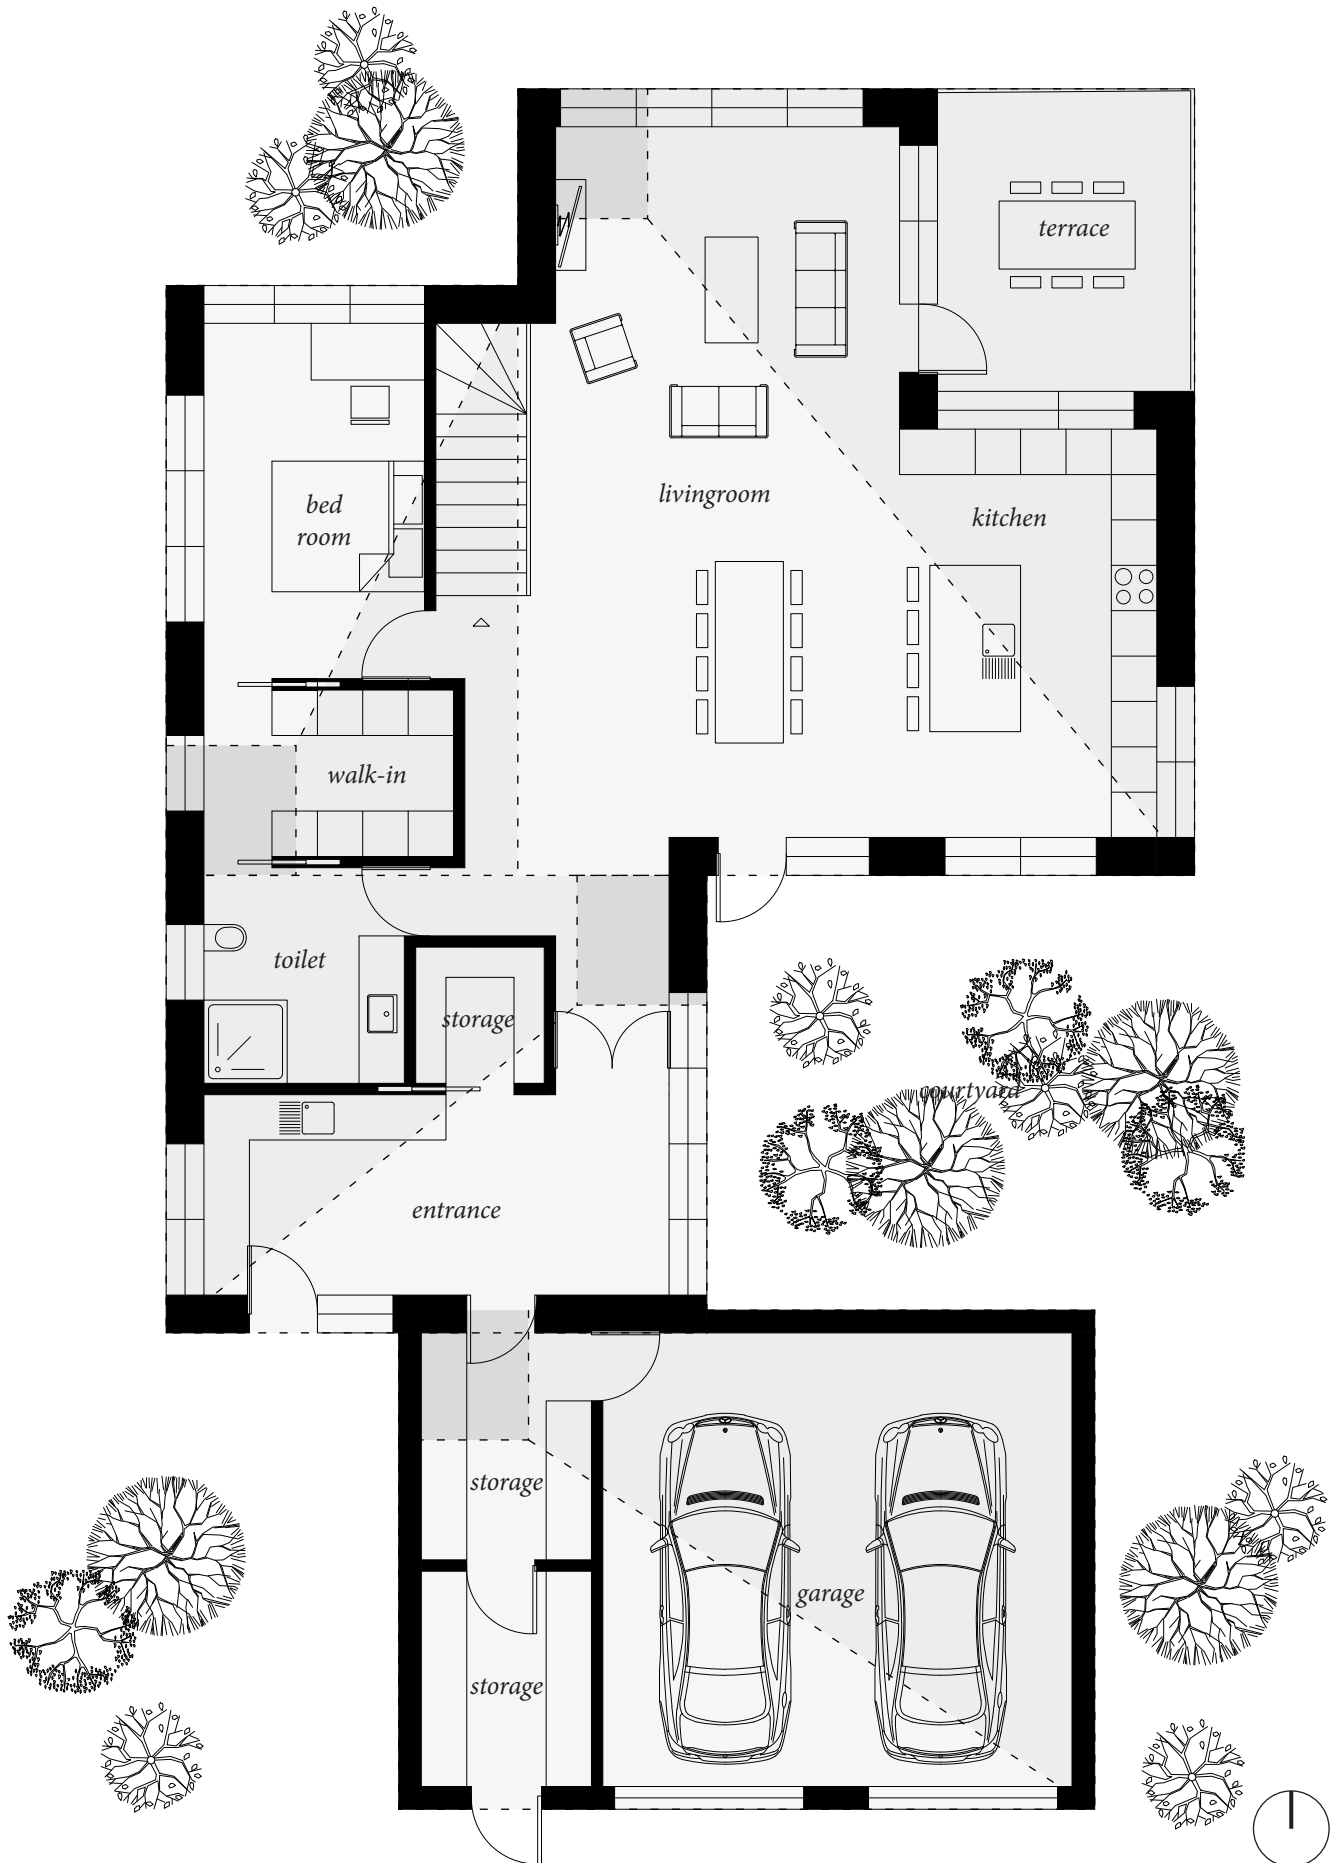 terrace
bed
room
livingroom
kitchen
walk-in
toilet
storage
courtyard
entrance
storage
garage
storage